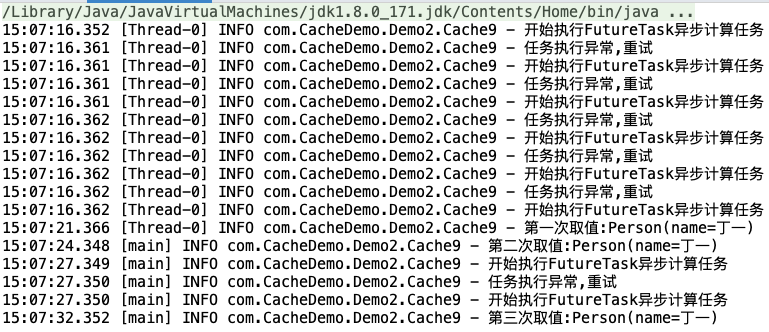 /Library/Java/JavaVirtualMachines/jdk1.8.0_171.jdk/Contents/Home/bin/java ...
15:07:16.352 [Thread-0] INFO com.CacheDemo.Demo2.Cache9 - 开始执行FutureTask异步计算任务
15:07:16.361 [Thread-0] INFO com.CacheDemo.Demo2.Cache9 - 任务执行异常,重试
15:07:16.361 [Thread-0] INFO com.CacheDemo.Demo2.Cache9 - 开始执行FutureTask异步计算任务
15:07:16.361 [Thread-0] INFO com.CacheDemo.Demo2.Cache9 - 任务执行异常,重试
15:07:16.361 [Thread-0] INFO com.CacheDemo.Demo2.Cache9 - 开始执行FutureTask异步计算任务
15:07:16.362 [Thread-0] INFO com.CacheDemo.Demo2.Cache9 - 任务执行异常,重试
15:07:16.362 [Thread-0] INFO com.CacheDemo.Demo2.Cache9 - 开始执行FutureTask异步计算任务
15:07:16.362 [Thread-0] INFO com.CacheDemo.Demo2.Cache9 - 任务执行异常,重试
15:07:16.362 [Thread-0] INFO com.CacheDemo.Demo2.Cache9 - 开始执行FutureTask异步计算任务
15:07:16.362 [Thread-0] INFO com.CacheDemo.Demo2.Cache9 - 任务执行异常,重试
15:07:16.362 [Thread-0] INFO com.CacheDemo.Demo2.Cache9 - 开始执行FutureTask异步计算任务
15:07:21.366 [Thread-0] INFO com.CacheDemo.Demo2.Cache9 - 第一次取值:Person(name=丁一)
15:07:24.348 [main] INFO com.CacheDemo.Demo2.Cache9 - 第二次取值:Person(name=丁一)
15:07:27.349 [main] INFO com.CacheDemo.Demo2.Cache9 - 开始执行FutureTask异步计算任务
15:07:27.350 [main] INFO com.CacheDemo.Demo2.Cache9 - 任务执行异常,重试
15:07:27.350 [main] INFO com.CacheDemo.Demo2.Cache9 - 开始执行FutureTask异步计算任务
15:07:32.352 [main] INFO com.CacheDemo.Demo2.Cache9 - 第三次取值:Person(name=丁一)